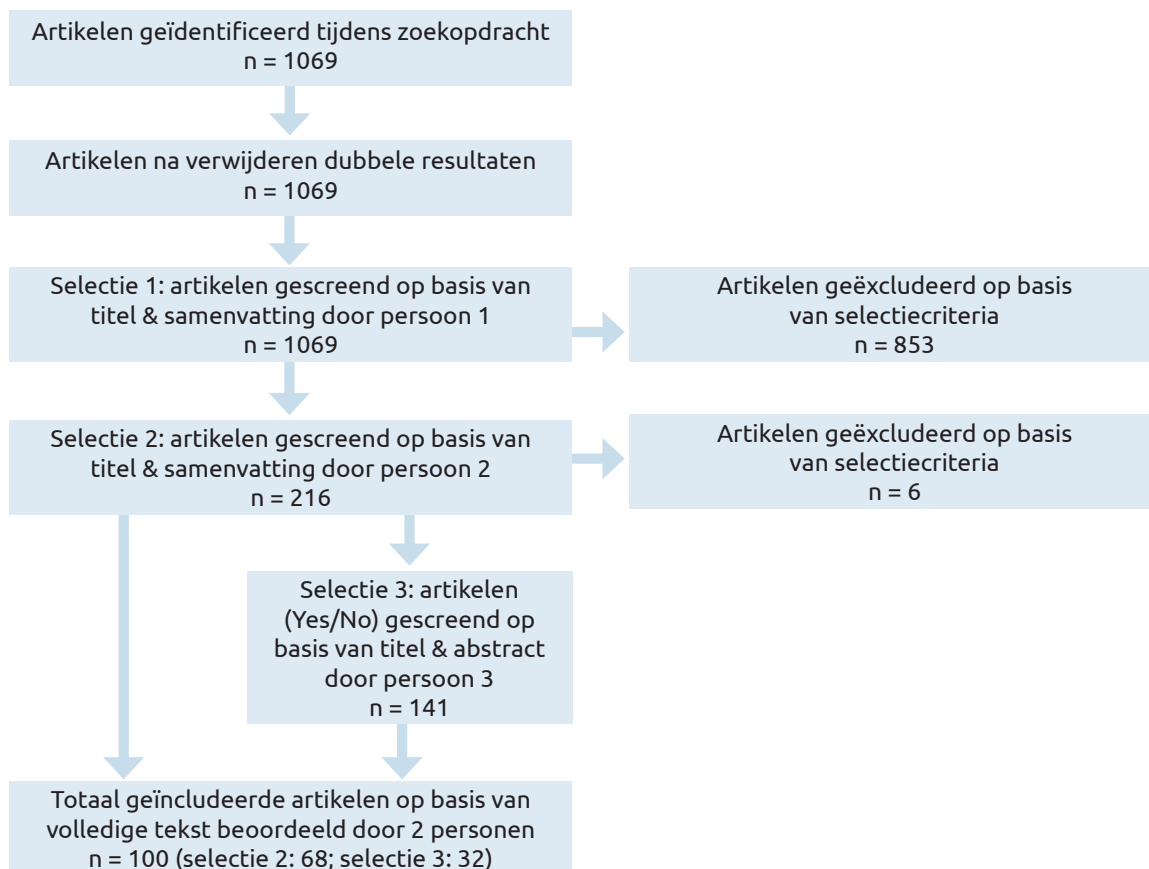 Artikelen geïdentificeerd tijdens zoekopdracht
n = 1069
Artikelen na verwijderen dubbele resultaten
n = 1069
Selectie 1: artikelen gescreend op basis van
titel & samenvatting door persoon 1
n = 1069
Artikelen geëxcludeerd op basis
van selectiecriteria
n = 853
Selectie 2: artikelen gescreend op basis van
titel & samenvatting door persoon 2
n = 216
Artikelen geëxcludeerd op basis
van selectiecriteria
n = 6
Selectie 3: artikelen
(Yes/No) gescreend op
basis van titel & abstract
door persoon 3
n = 141
Totaal geïncludeerde artikelen op basis van
volledige tekst beoordeeld door 2 personen
n = 100 (selectie 2: 68; selectie 3: 32)